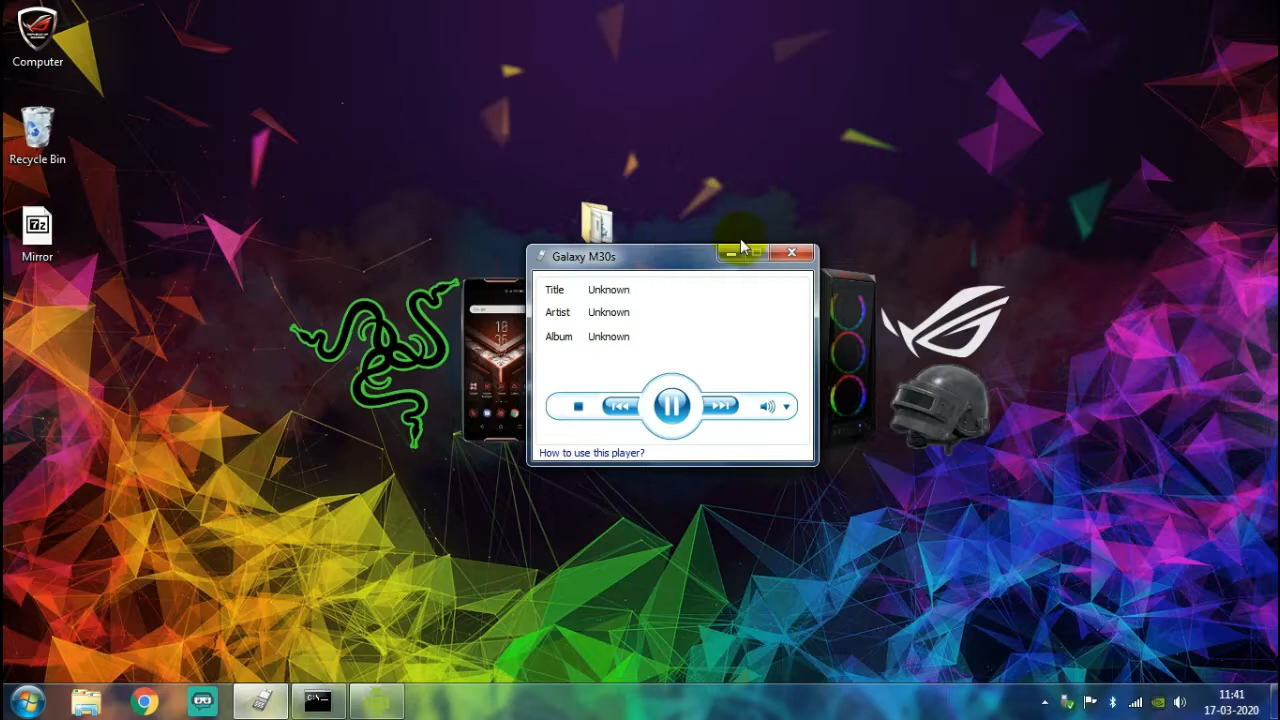 Computer
Recycle Bin
Mirror
Galaxy M30s
Title Unknown
Artist Unknown
Album Unknown
How to use this player?
11:41
17-03-2020